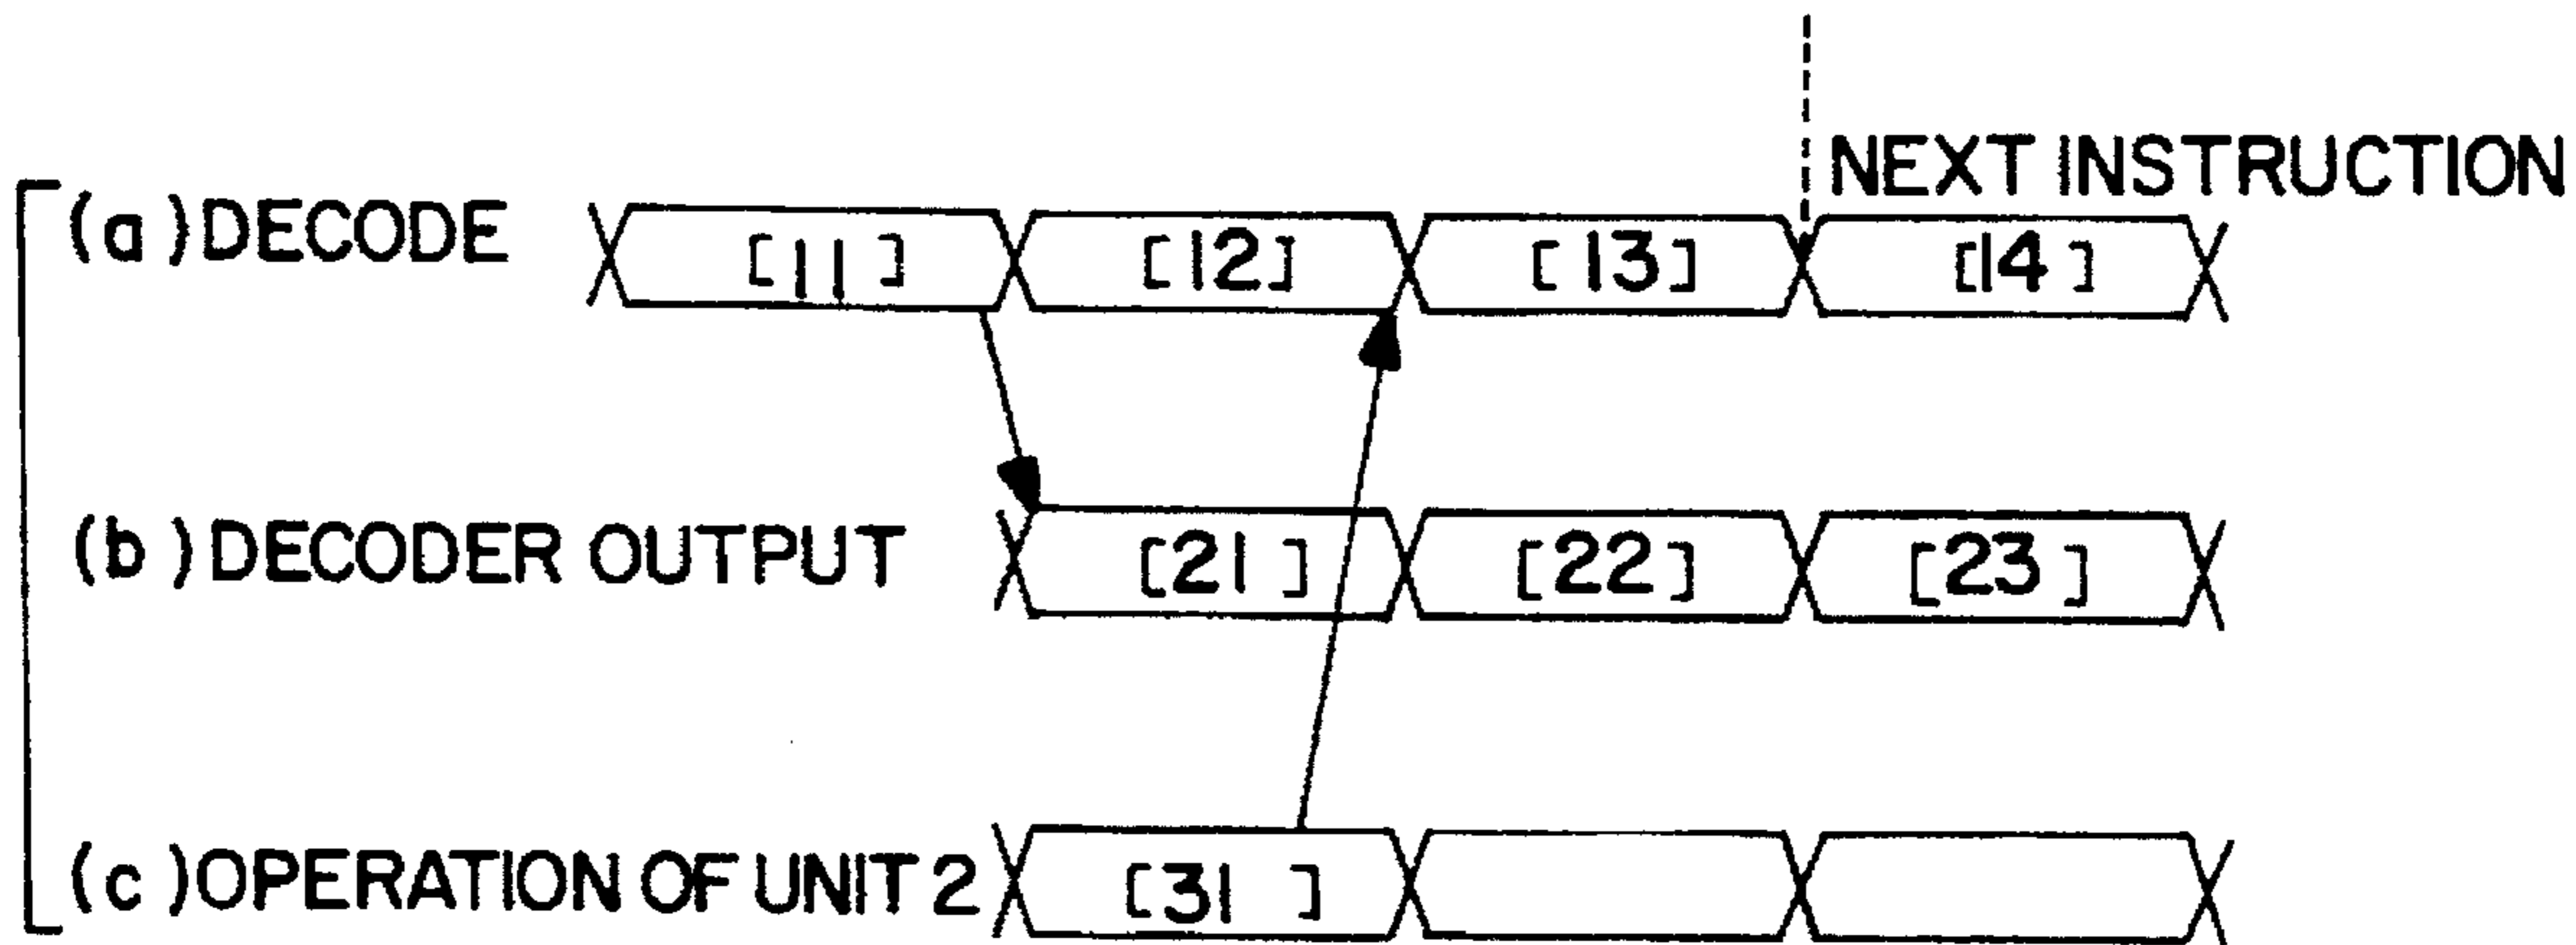 NEXT INSTRUCTION
(a) DECODE [11] [12] [13] [14]
(b) DECODER OUTPUT [21] [22] [23]
(c) OPERATION OF UNIT 2 [31]